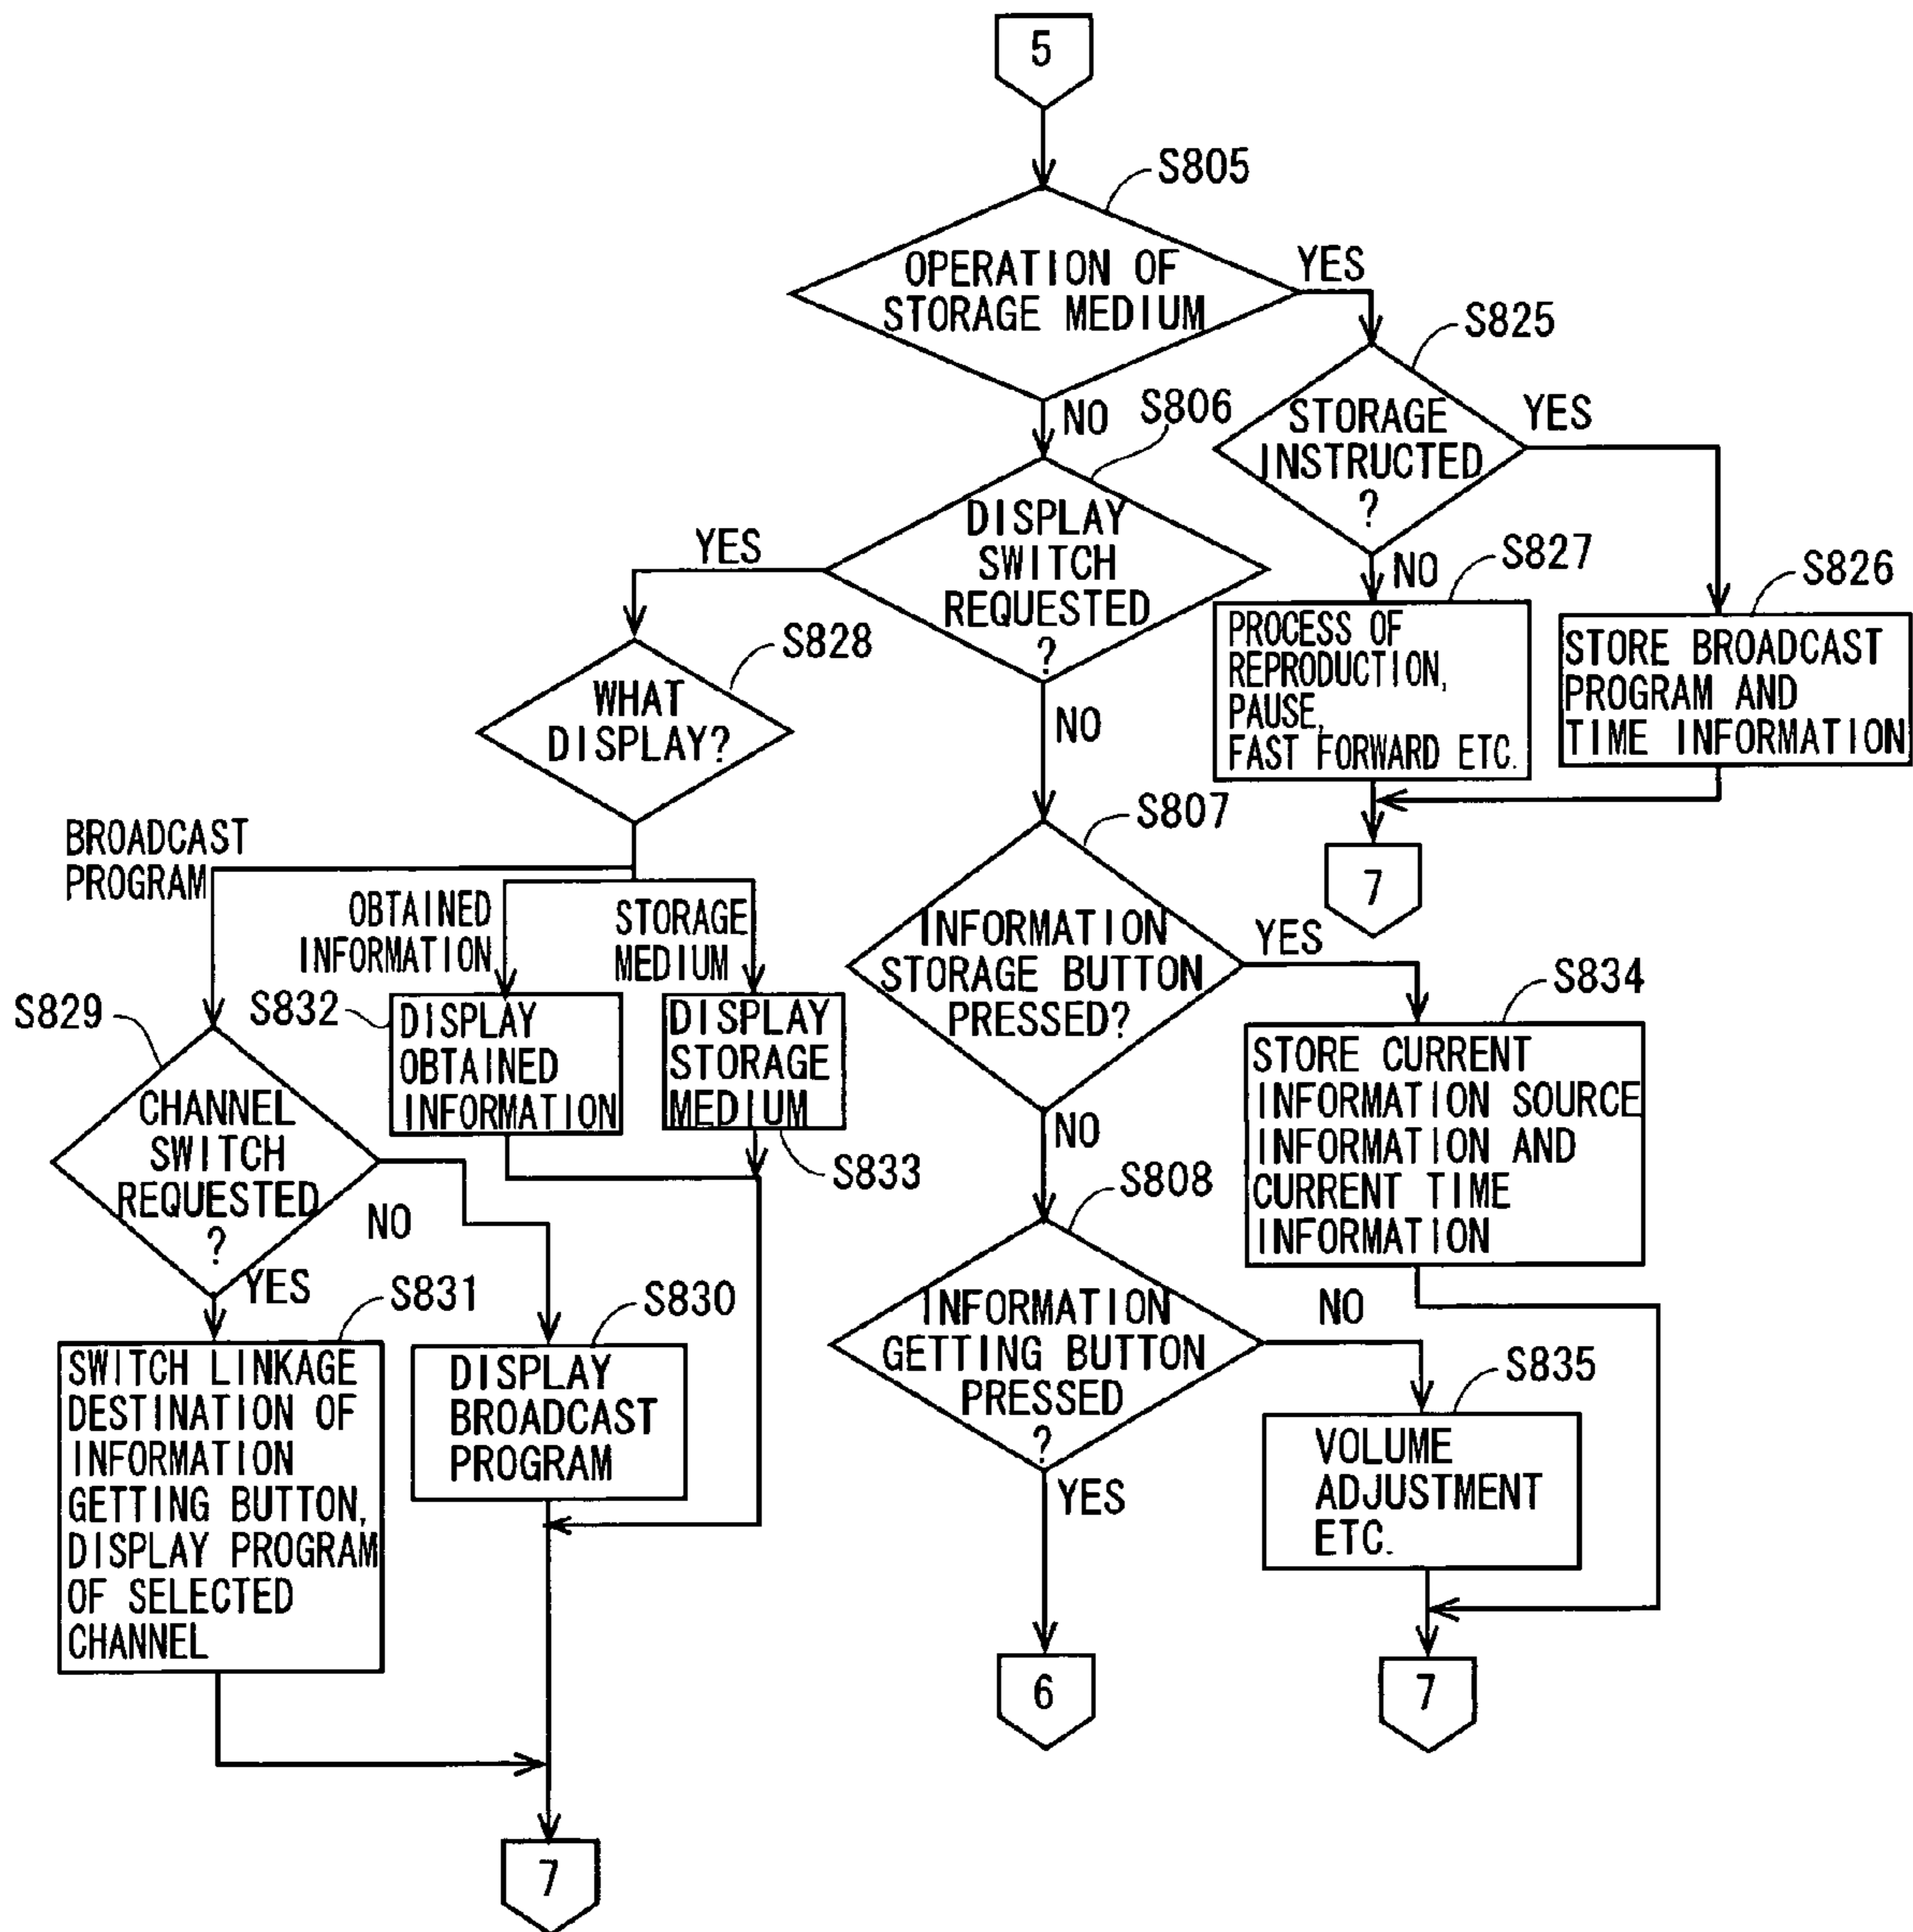 5
S805
OPERATION OF
STORAGE MEDIUM
YES
NO
S825
STORAGE
INSTRUCTED
?
YES
NO
S806
DISPLAY
SWITCH
REQUESTED
?
YES
NO
S827
PROCESS OF
REPRODUCTION,
PAUSE,
FAST FORWARD ETC.
S826
STORE BROADCAST
PROGRAM AND
TIME INFORMATION
7
S828
WHAT
DISPLAY?
BROADCAST
PROGRAM
OBTAINED
INFORMATION
STORAGE
MEDIUM
S807
INFORMATION
STORAGE BUTTON
PRESSED?
YES
NO
S829
CHANNEL
SWITCH
REQUESTED
?
NO
YES
S832
DISPLAY
OBTAINED
INFORMATION
DISPLAY
STORAGE
MEDIUM
S833
S834
STORE CURRENT
INFORMATION SOURCE
INFORMATION AND
CURRENT TIME
INFORMATION
S808
INFORMATION
GETTING BUTTON
PRESSED
?
NO
YES
S831
SWITCH LINKAGE
DESTINATION OF
INFORMATION
GETTING BUTTON,
DISPLAY PROGRAM
OF SELECTED
CHANNEL
S830
DISPLAY
BROADCAST
PROGRAM
S835
VOLUME
ADJUSTMENT
ETC.
6
7
7